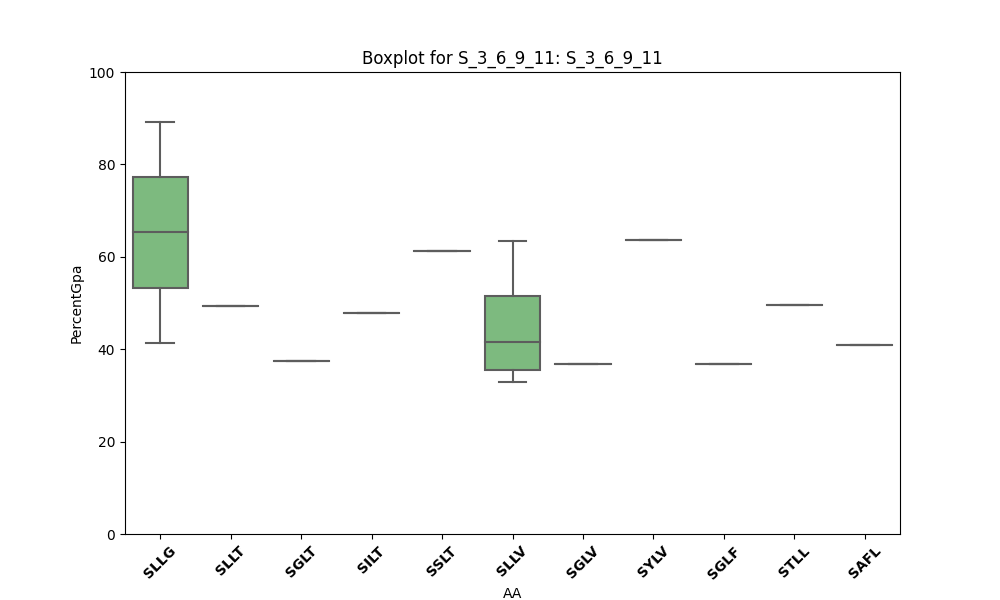 Boxplot for S_3_6_9_11: S_3_6_9_11
100
80
60
40
20
0
PercentGpa
SLLG
SLLT
SGLT
SILT
SSLT
SLLV
SGLV
SYLV
SGLF
STLL
SAFL
AA